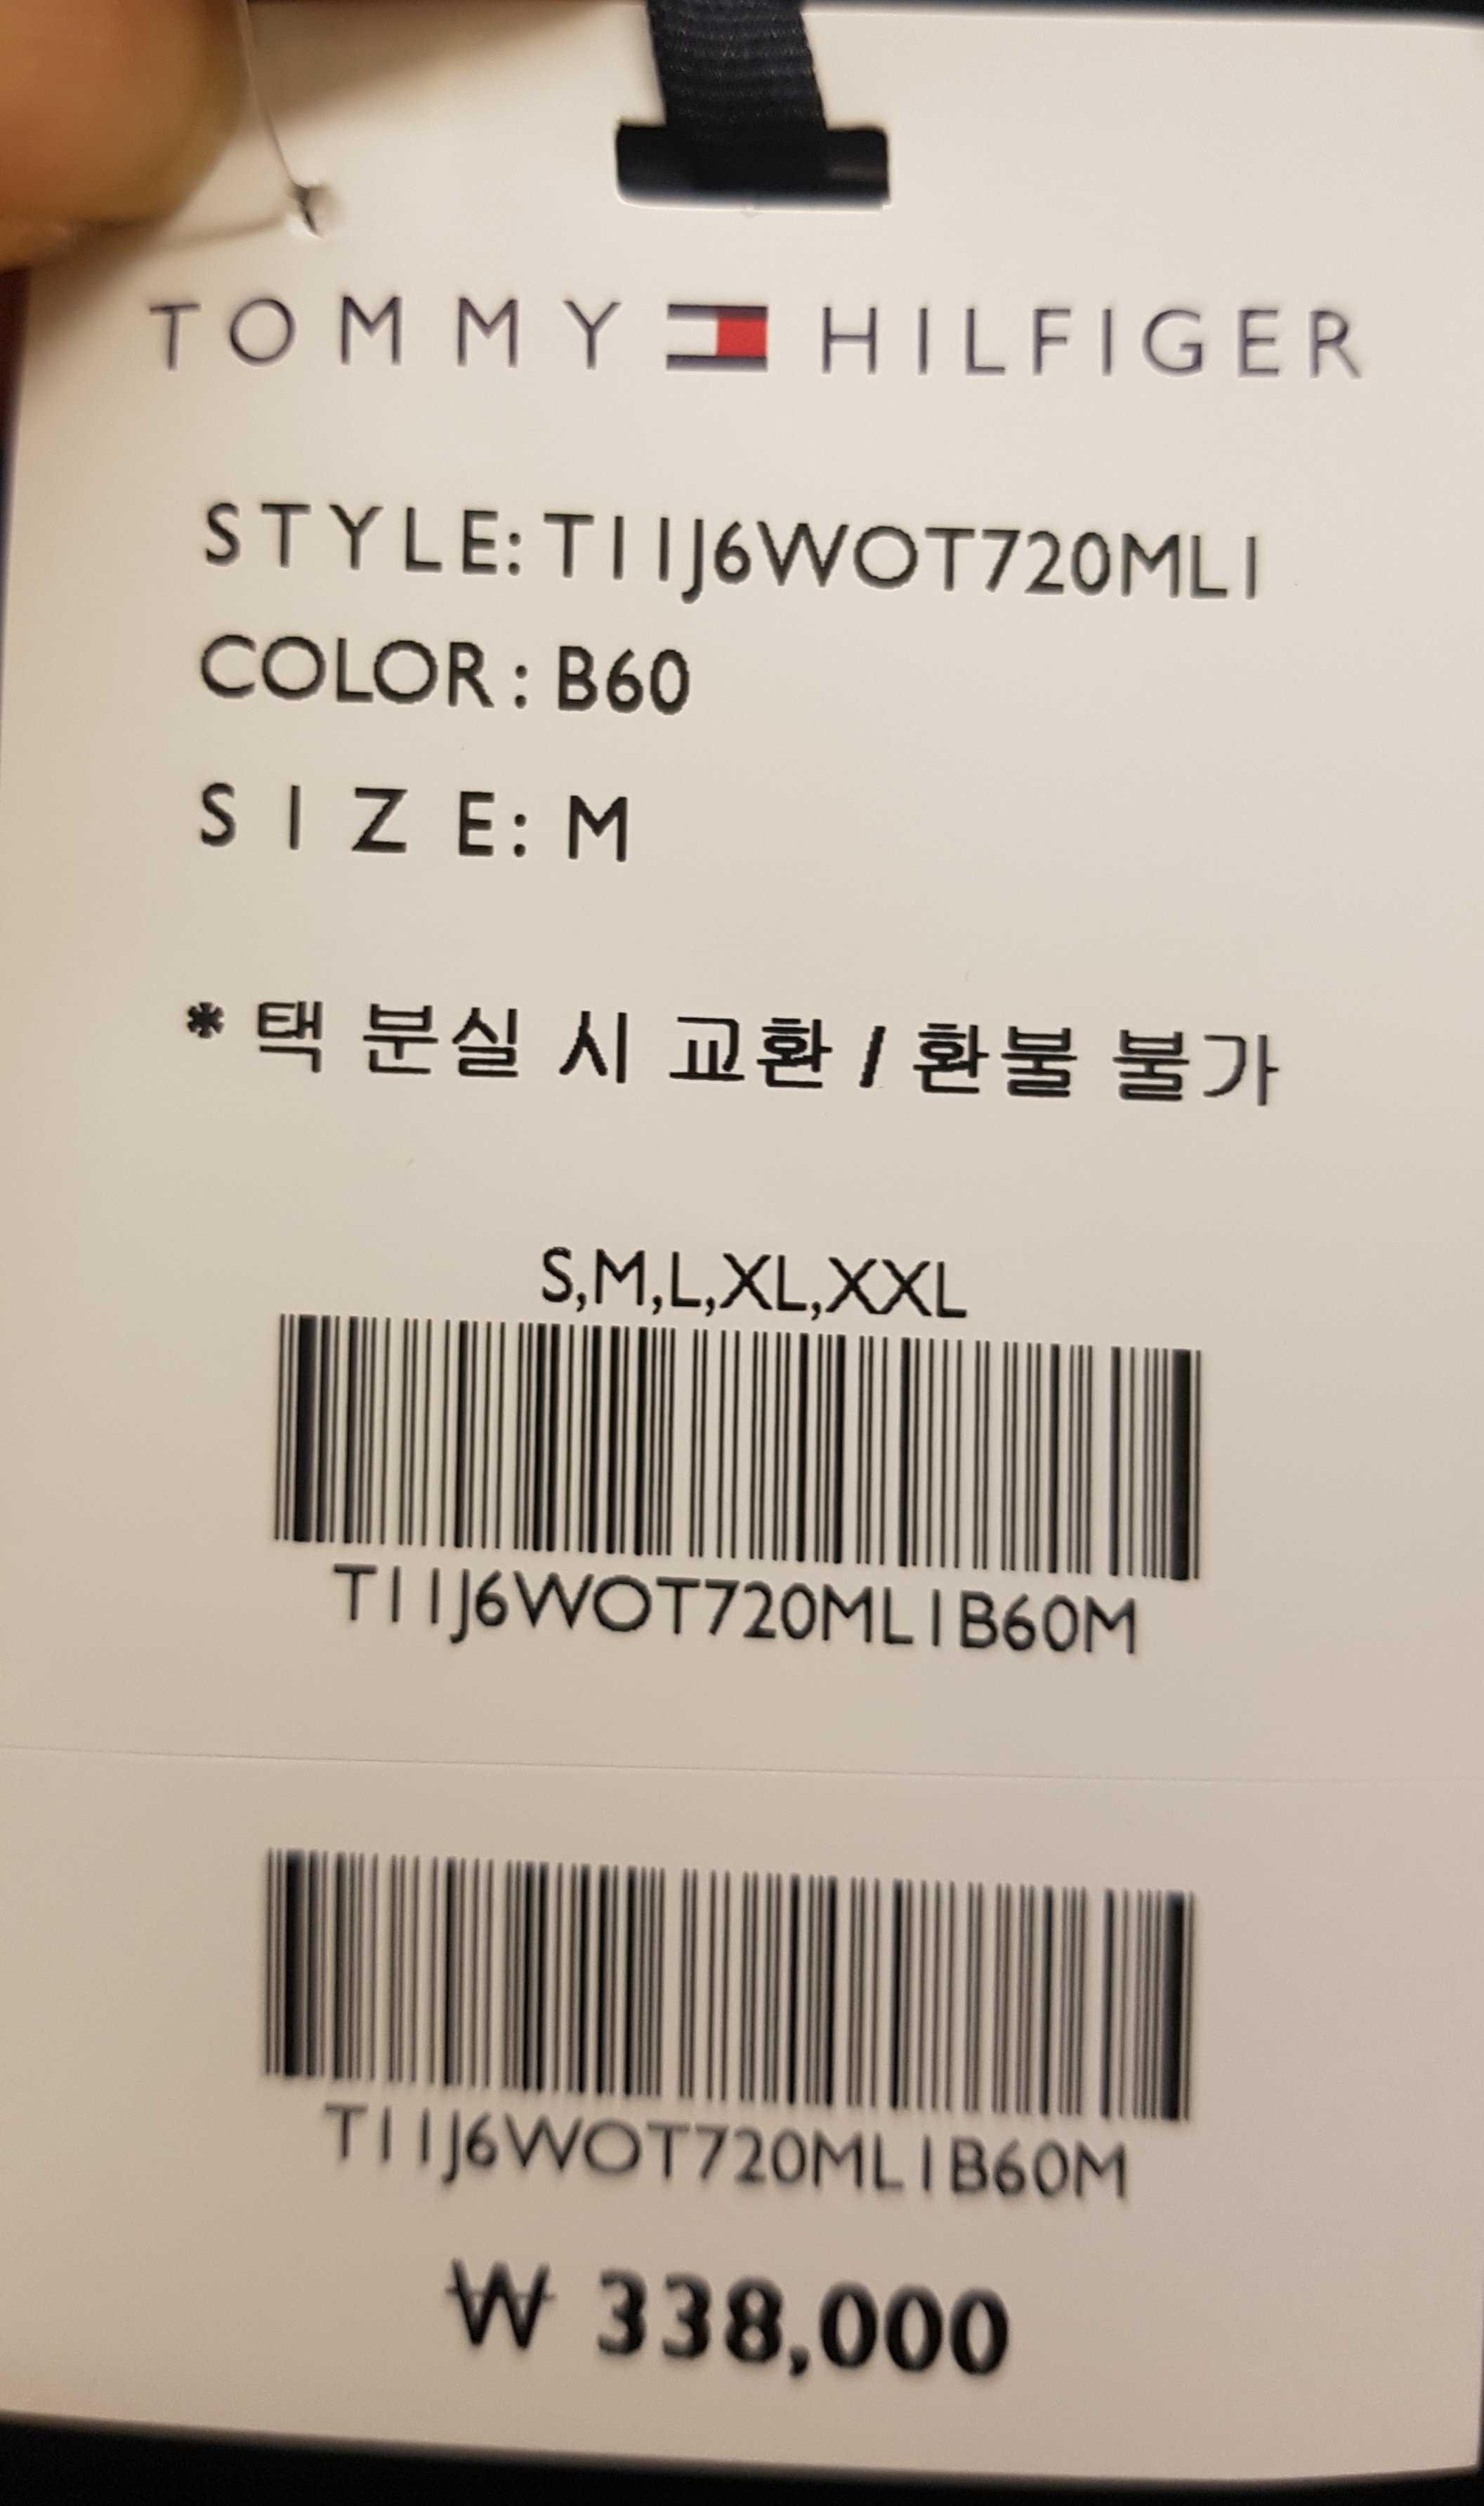 TOMMY HILFIGER
STYLE: T11J6WOT720ML1
COLOR: B60
SIZE: M
* 택 분실 시 교환 / 환불 불가
S,M,L,XL,XXL
T11J6WOT720ML1B60M
T11J6WOT720ML1B60M
₩ 338,000